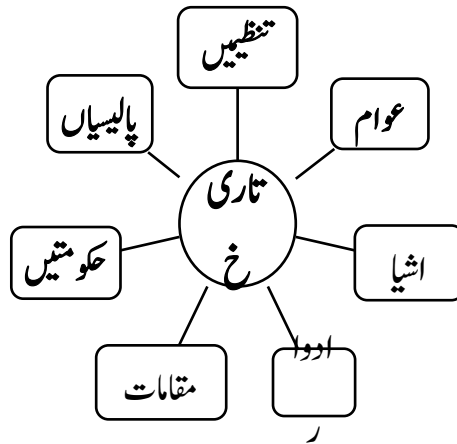 تنظیمیں
عوام
پالیسیاں
تاری
خ
اشیا
حکومتیں
ادوا
ر
مقامات